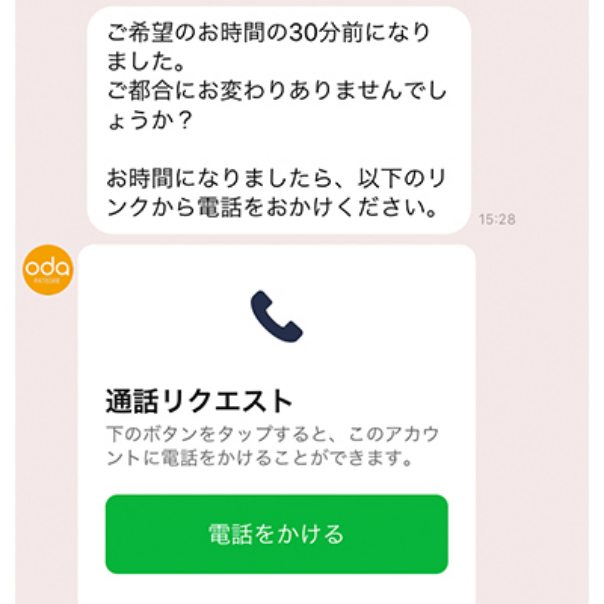 ご希望のお時間の30分前になり
ました。
ご都合にお変わりありませんでし
ょうか？
お時間になりましたら、以下のリ
ンクから電話をおかけください。
15:28
oda
通話リクエスト
下のボタンをタップすると、このアカウ
ントに電話をかけることができます。
電話をかける